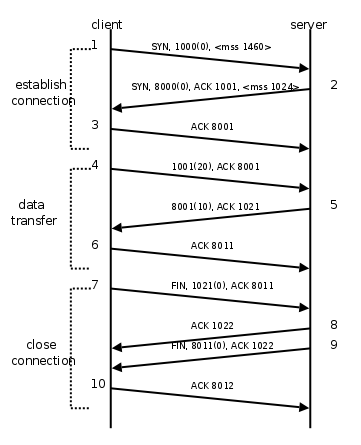 client server
1
SYN, 1000(0), <mss 1460>
establish
connection
SYN, 8000(0), ACK 1001, <mss 1024>
2
3
ACK 8001
4
1001(20), ACK 8001
data
transfer
8001(10), ACK 1021
5
6
ACK 8011
7
FIN, 1021(0), ACK 8011
close
connection
ACK 1022
8
FIN, 8011(0), ACK 1022
9
10
ACK 8012